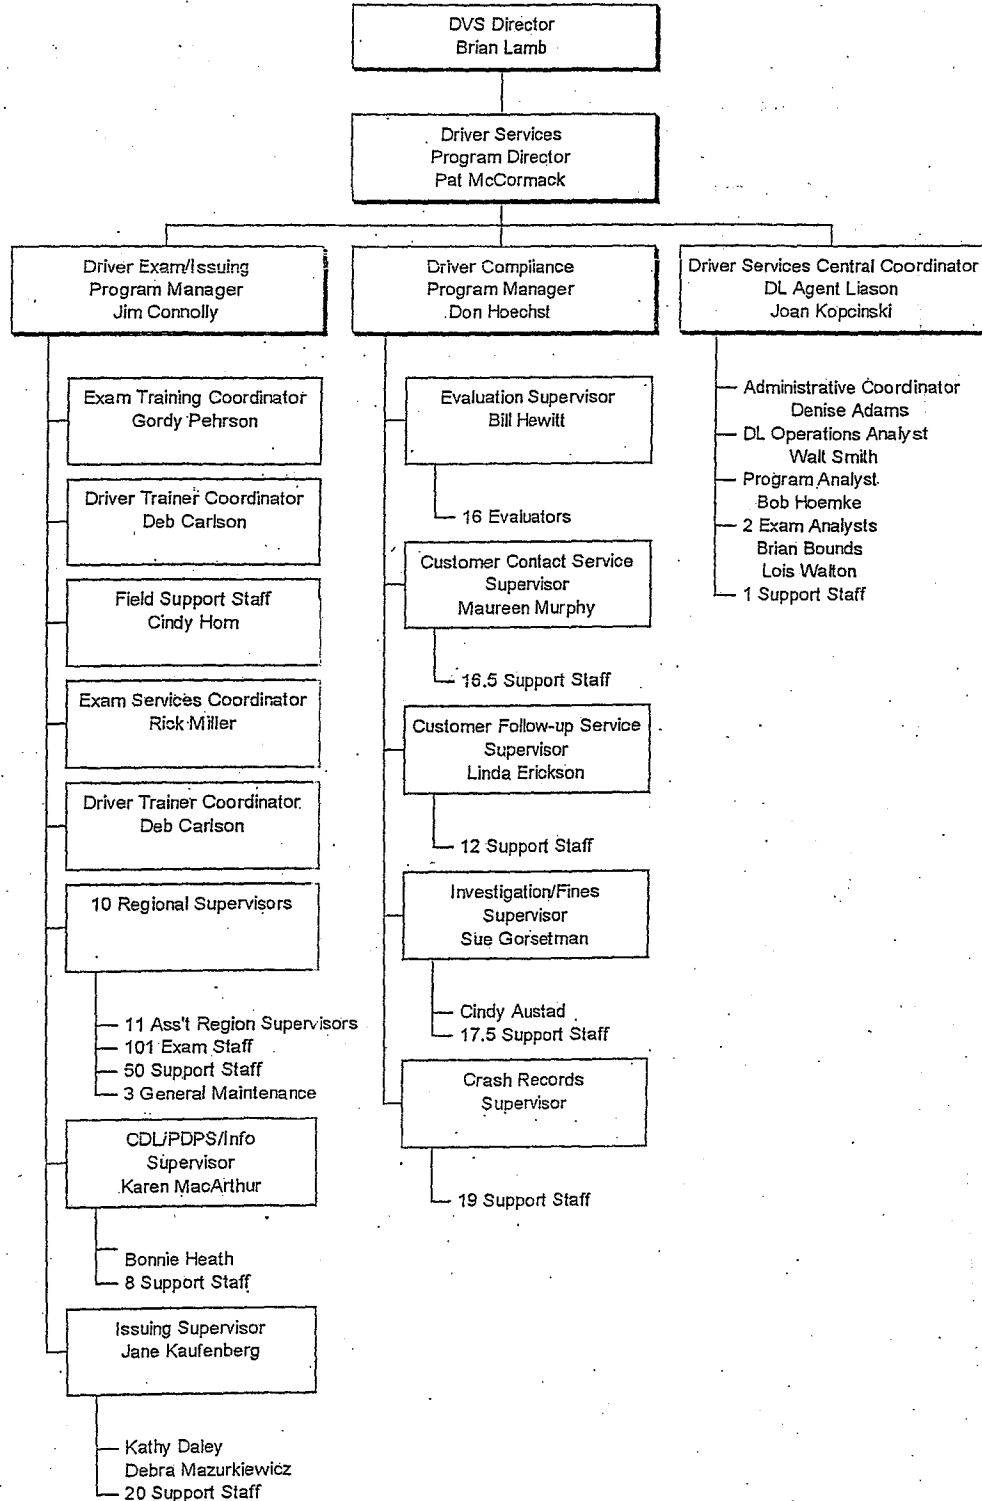 DVS Director
Brian Lamb
Driver Services
Program Director
Pat McCormack
Driver Exam/Issuing
Program Manager
Jim Connolly
Exam Training Coordinator
Gordy Pehrson
Driver Trainer Coordinator
Deb Carlson
Field Support Staff
Cindy Horn
Exam Services Coordinator
Rick Miller
Driver Trainer Coordinator
Deb Carlson
10 Regional Supervisors
11 Ass't Region Supervisors
101 Exam Staff
50 Support Staff
3 General Maintenance
CDL/PDPS/Info
Supervisor
Karen MacArthur
Bonnie Heath
8 Support Staff
Issuing Supervisor
Jane Kaufenberg
Kathy Daley
Debra Mazurkiewicz
20 Support Staff
Driver Compliance
Program Manager
Don Hoechst
Evaluation Supervisor
Bill Hewitt
16 Evaluators
Customer Contact Service
Supervisor
Maureen Murphy
16.5 Support Staff
Customer Follow-up Service
Supervisor
Linda Erickson
12 Support Staff
Investigation/Fines
Supervisor
Sue Gorsetman
Cindy Austad
17.5 Support Staff
Crash Records
Supervisor
19 Support Staff
Driver Services Central Coordinator
DL Agent Liason
Joan Kopcinski
Administrative Coordinator
Denise Adams
DL Operations Analyst
Walt Smith
Program Analyst
Bob Hoemke
2 Exam Analysts
Brian Bounds
Lois Walton
1 Support Staff